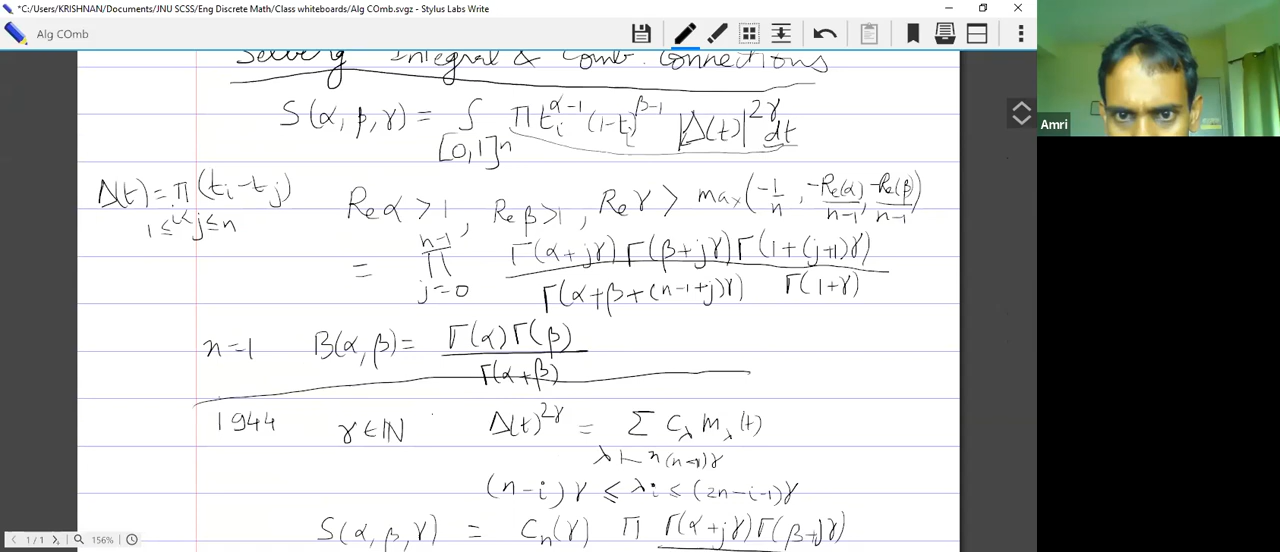 *C:/Users/KRISHNAN/Documents/JNU SCSS/Eng Discrete Math/Class whiteboards/Alg COmb.svgz - Stylus Labs Write
Alg COmb
Amri
Selberg Integral & Comb. Connections
S(α, β, γ) = ∫ Π t_i^{α-1} (1-t_i)^{β-1} |Δ(t)|^{2γ} dt
[0,1]^n
Δ(t) = Π (t_i - t_j)
1 ≤ i < j ≤ n
Re α > 1, Re β > 1, Re γ > max(-1/n, -Re(α)/(n-1), -Re(β)/(n-1))
= Π_{j=0}^{n-1} Γ(α+jγ) Γ(β+jγ) Γ(1+(j+1)γ) / Γ(α+β+(n-1+j)γ) Γ(1+γ)
n=1 B(α, β) = Γ(α)Γ(β) / Γ(α+β)
1944 γ ∈ ℕ Δ(t)^{2γ} = Σ C_λ m_λ(t)
λ ⊢ n(n-1)γ
(n-i)γ ≤ λ_i ≤ (2n-i-1)γ
S(α, β, γ) = C_n(γ) Π Γ(α+jγ)Γ(β+jγ)
1 / 1
156%